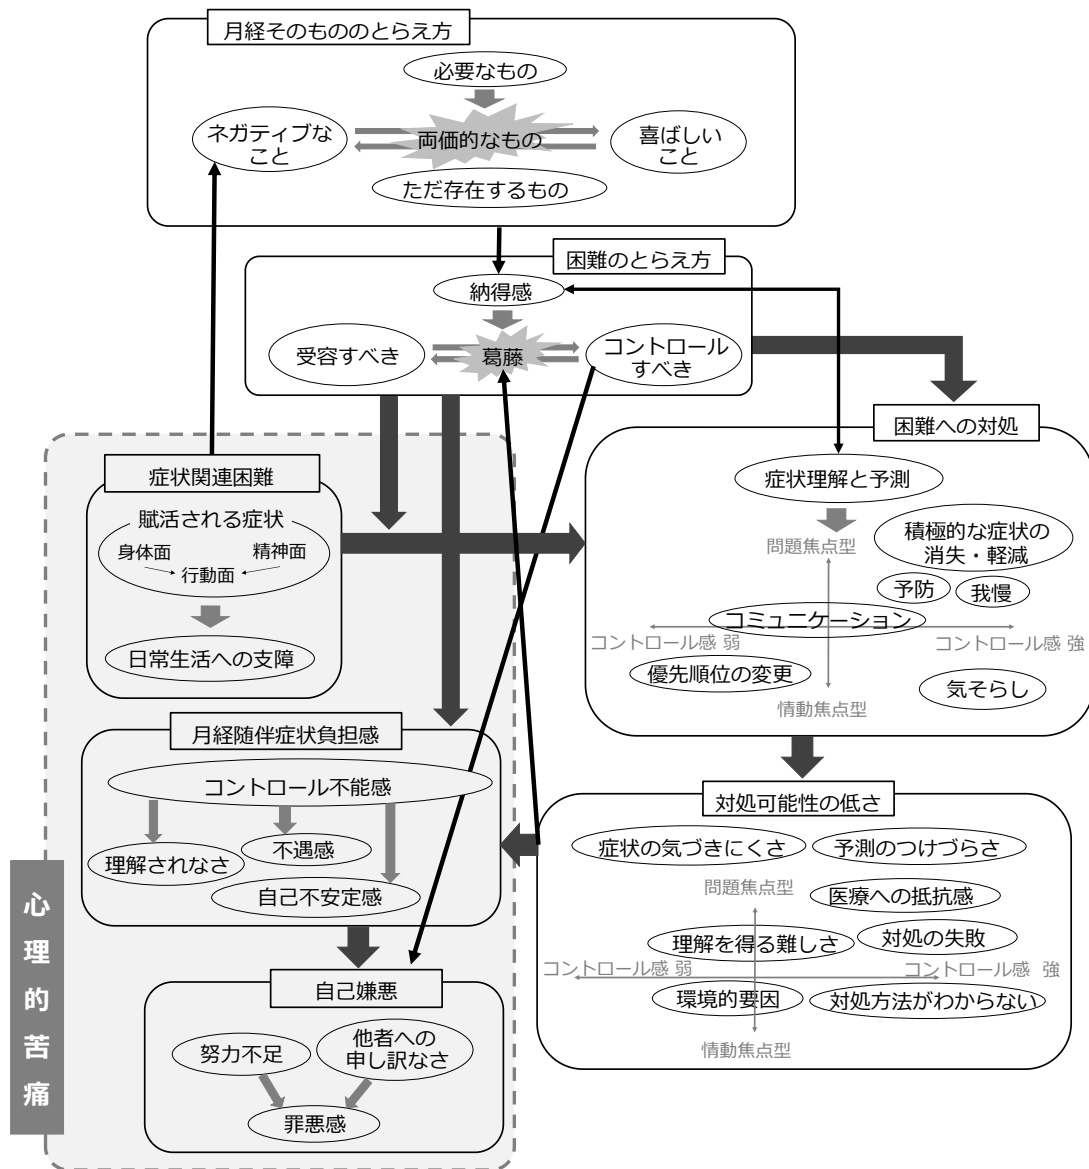 月経そのもののとらえ方
必要なもの
ネガティブな
こと
両価的なもの
喜ばしい
こと
ただ存在するもの
困難のとらえ方
納得感
受容すべき
葛藤
コントロール
すべき
困難への対処
症状理解と予測
問題焦点型
積極的な症状の
消失・軽減
予防
我慢
コミュニケーション
コントロール感 弱
コントロール感 強
優先順位の変更
気そらし
情動焦点型
症状関連困難
賦活される症状
身体面
精神面
行動面
日常生活への支障
月経随伴症状負担感
コントロール不能感
理解されなさ
不遇感
自己不安定感
対処可能性の低さ
症状の気づきにくさ
予測のつけづらさ
問題焦点型
医療への抵抗感
理解を得る難しさ
対処の失敗
コントロール感 弱
コントロール感 強
環境的要因
対処方法がわからない
情動焦点型
自己嫌悪
努力不足
他者への
申し訳なさ
罪悪感
心理的苦痛